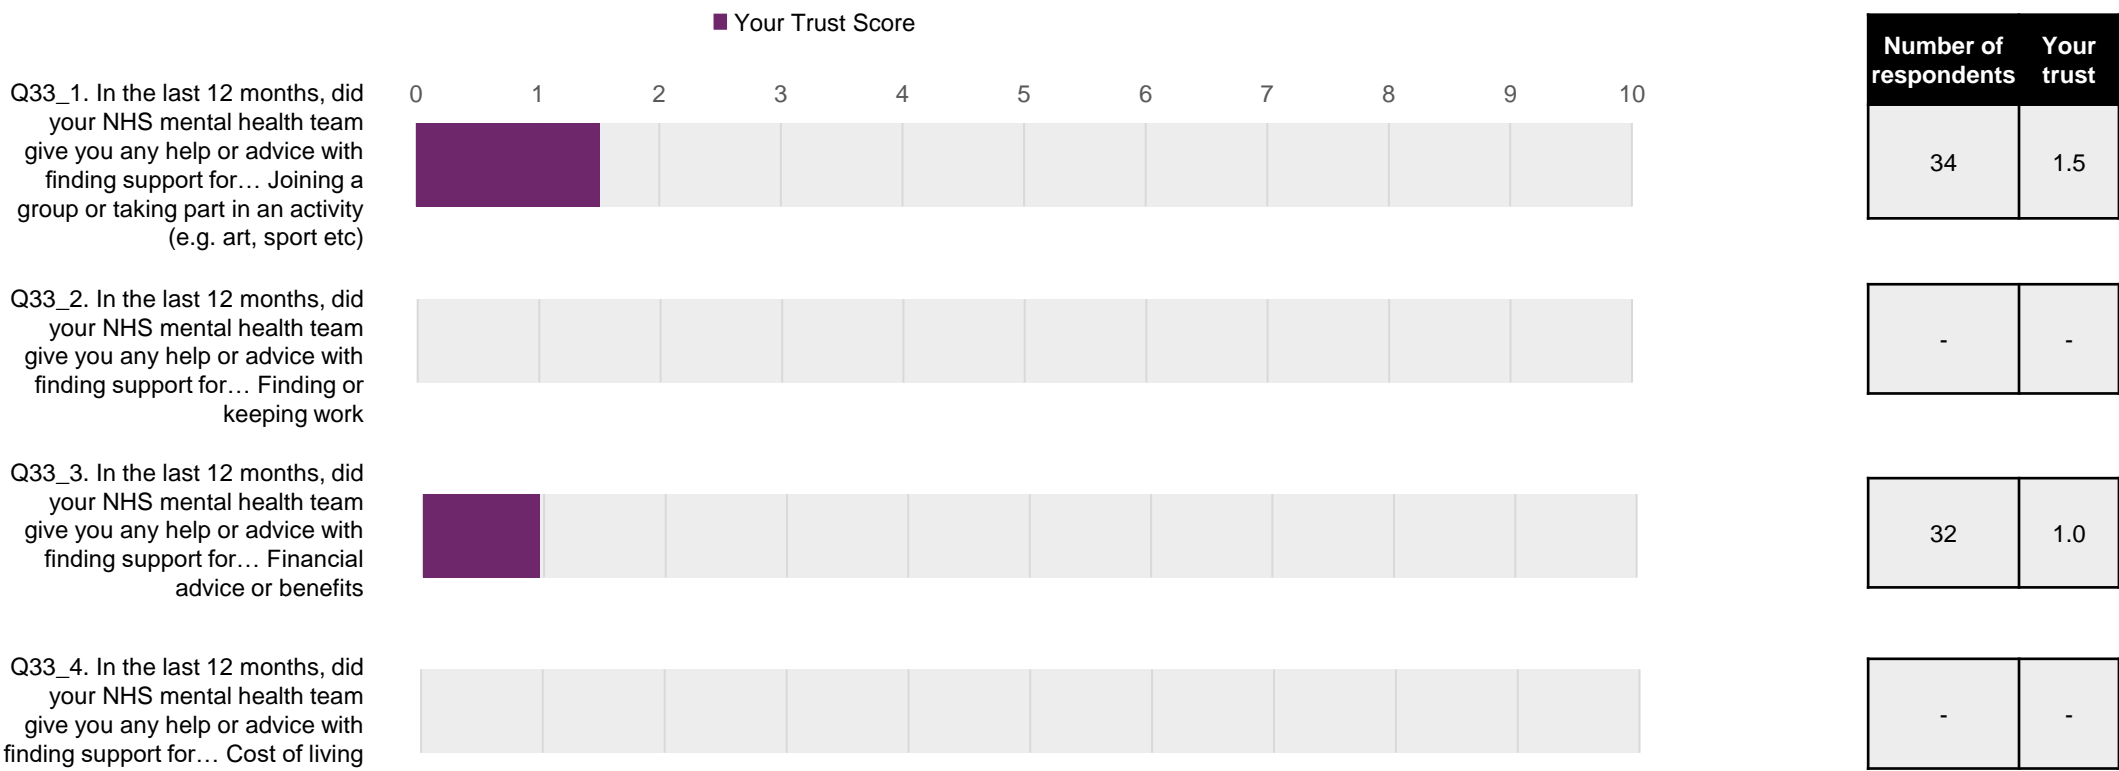 Your Trust Score
Number of respondents
Your trust
0 1 2 3 4 5 6 7 8 9 10
Q33_1. In the last 12 months, did
your NHS mental health team
give you any help or advice with
finding support for… Joining a
group or taking part in an activity
(e.g. art, sport etc)
34 1.5
Q33_2. In the last 12 months, did
your NHS mental health team
give you any help or advice with
finding support for… Finding or
keeping work
- -
Q33_3. In the last 12 months, did
your NHS mental health team
give you any help or advice with
finding support for… Financial
advice or benefits
32 1.0
Q33_4. In the last 12 months, did
your NHS mental health team
give you any help or advice with
finding support for… Cost of living
- -